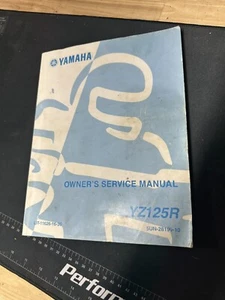 YAMAHA
OWNER'S SERVICE MANUAL
YZ125R
Perfor